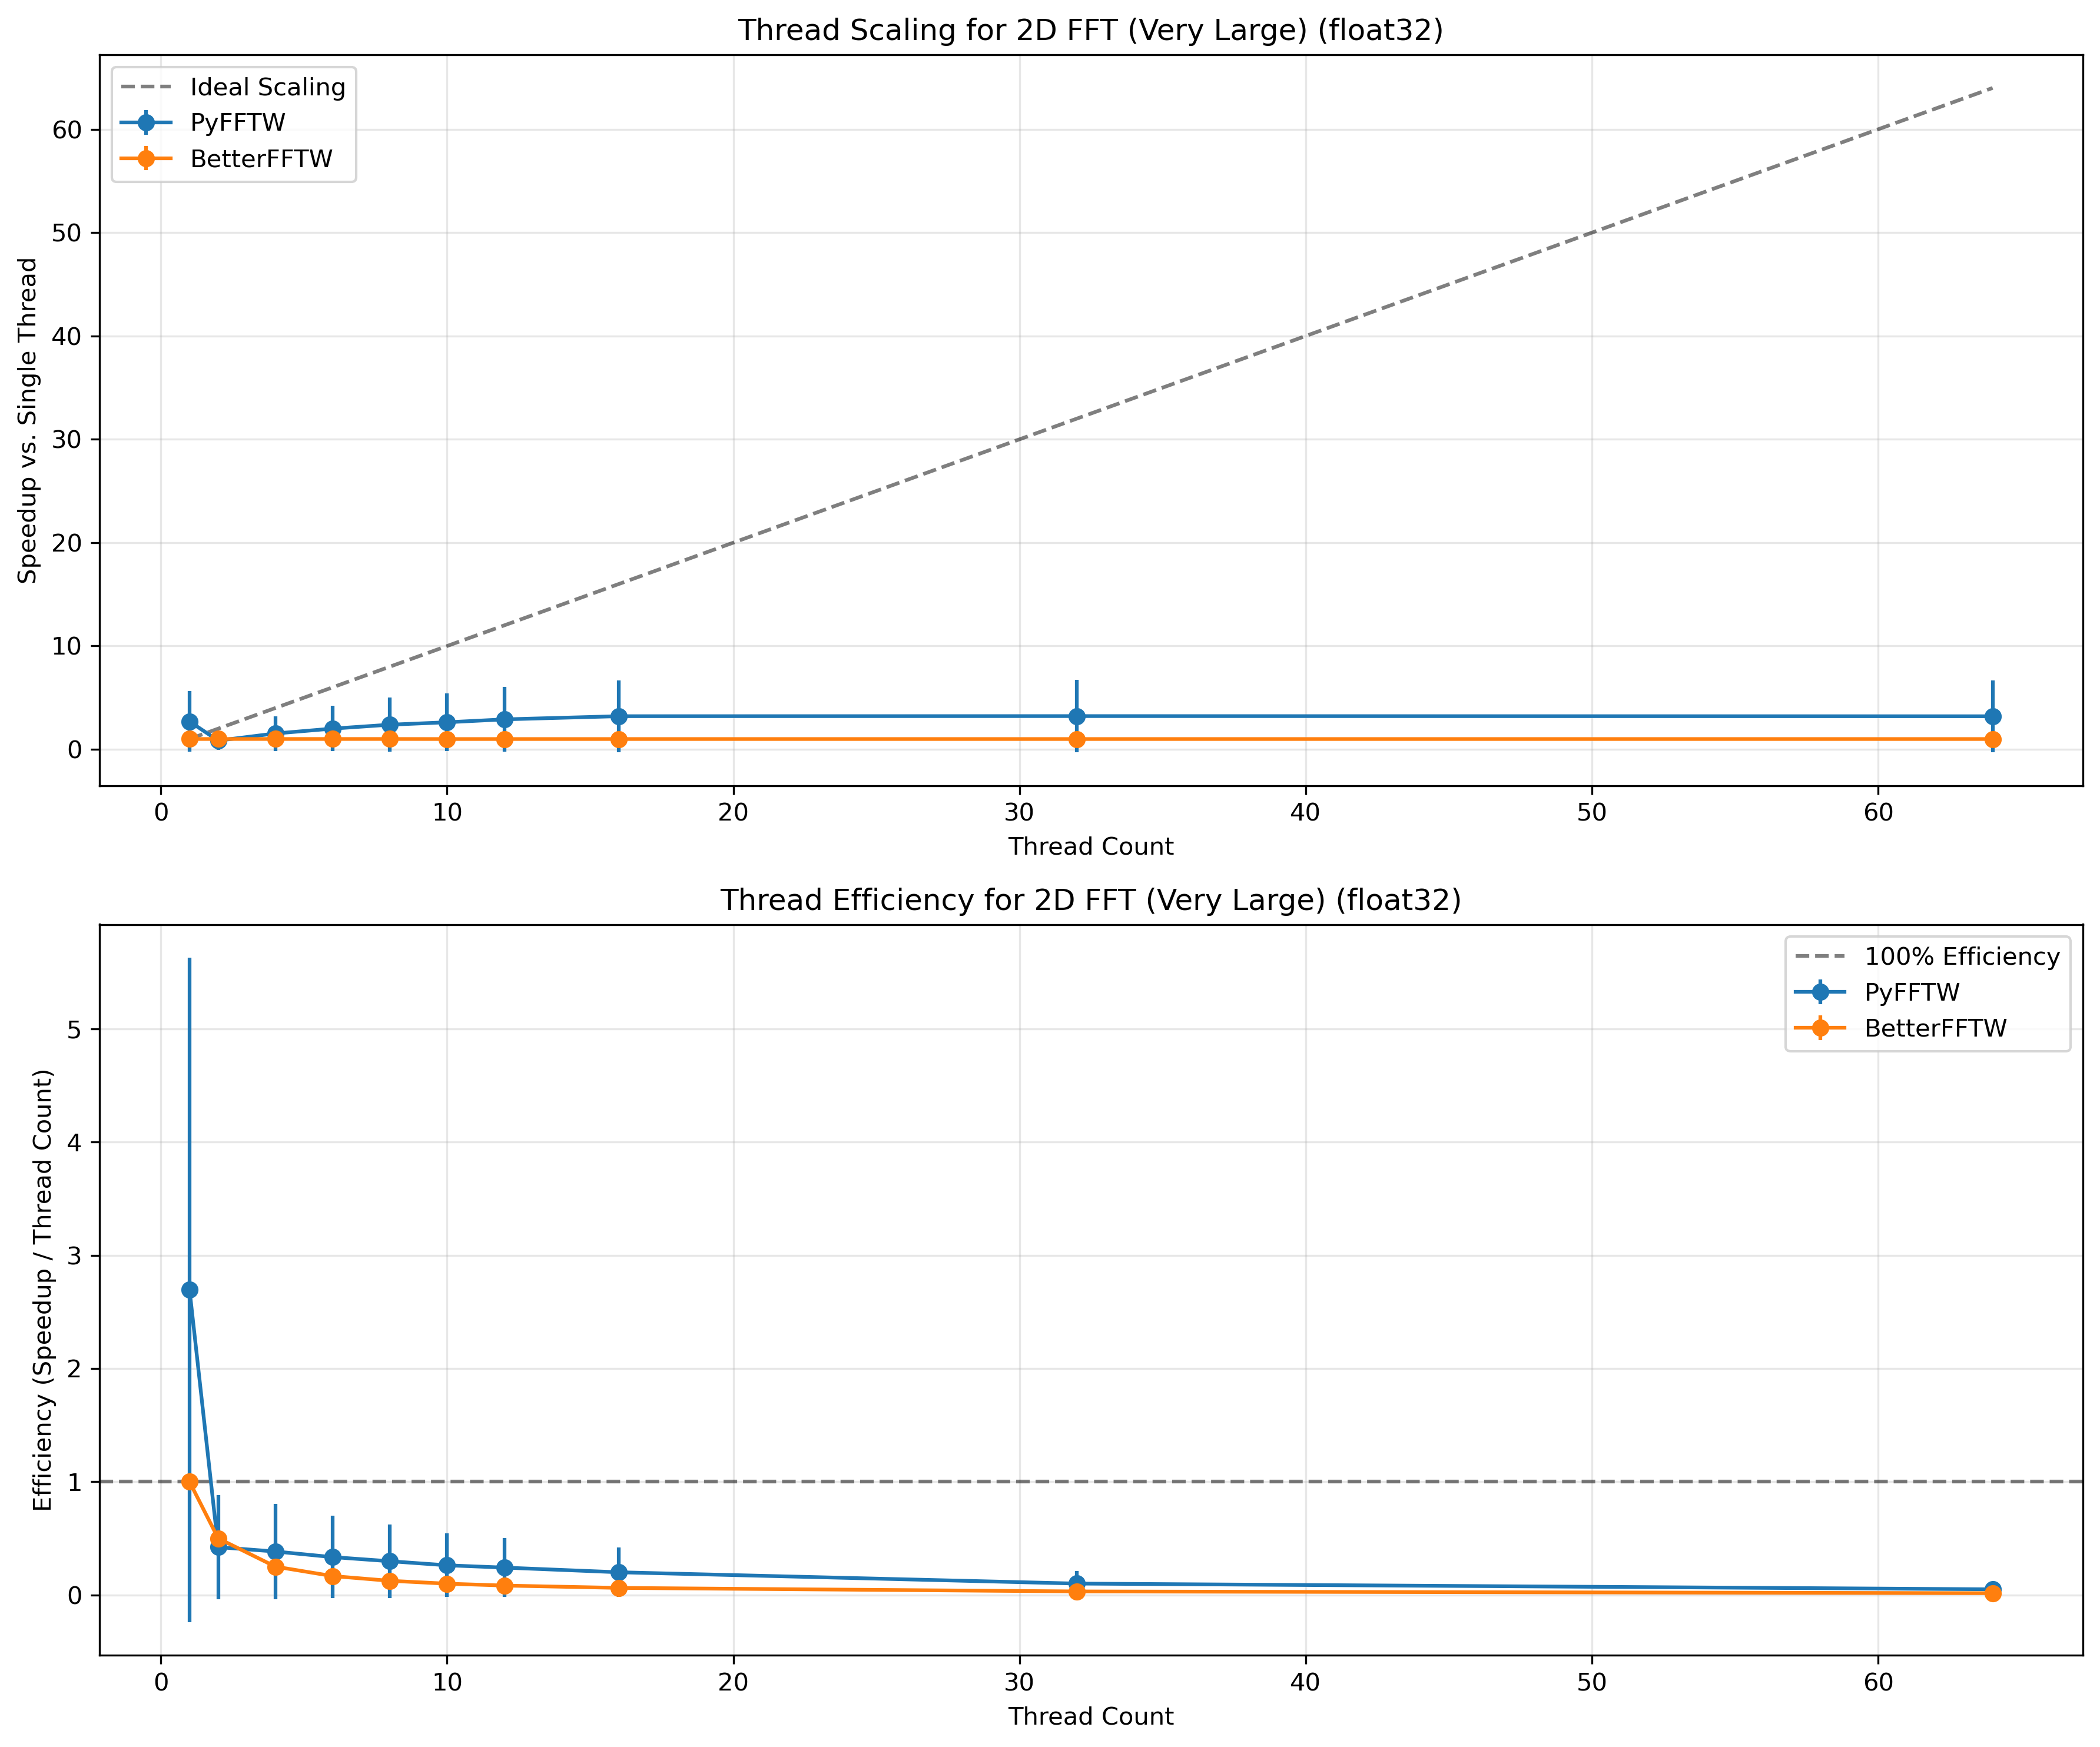 Thread Scaling for 2D FFT (Very Large) (float32)
Ideal Scaling
PyFFTW
BetterFFTW
Speedup vs. Single Thread
60
50
40
30
20
10
0
0 10 20 30 40 50 60
Thread Count
Thread Efficiency for 2D FFT (Very Large) (float32)
100% Efficiency
PyFFTW
BetterFFTW
Efficiency (Speedup / Thread Count)
5
4
3
2
1
0
0 10 20 30 40 50 60
Thread Count